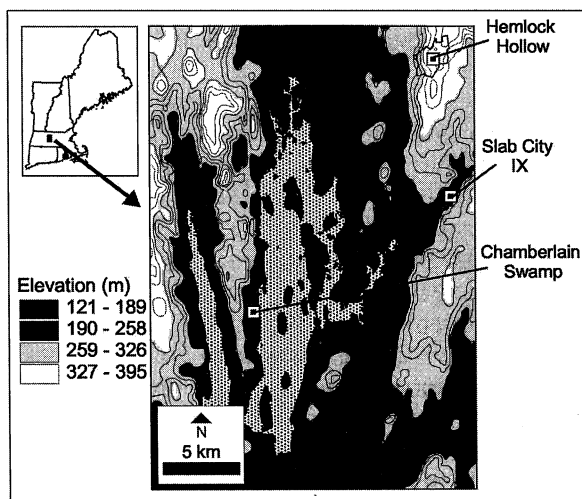 Hemlock
Hollow
Slab City
IX
Chamberlain
Swamp
Elevation (m)
121 - 189
190 - 258
259 - 326
327 - 395
N
5 km